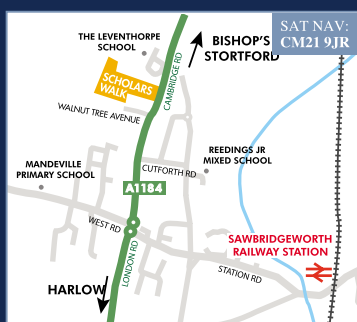 SAT NAV:
CM21 9JR
THE LEVENTHORPE
SCHOOL
BISHOP'S
STORTFORD
SCHOLARS
WALK
CAMBRIDGE RD
WALNUT TREE AVENUE
MANDEVILLE
PRIMARY SCHOOL
REEDINGS JR
MIXED SCHOOL
CUTFORTH RD
A1184
WEST RD
SAWBRIDGEWORTH
RAILWAY STATION
LONDON RD
STATION RD
HARLOW